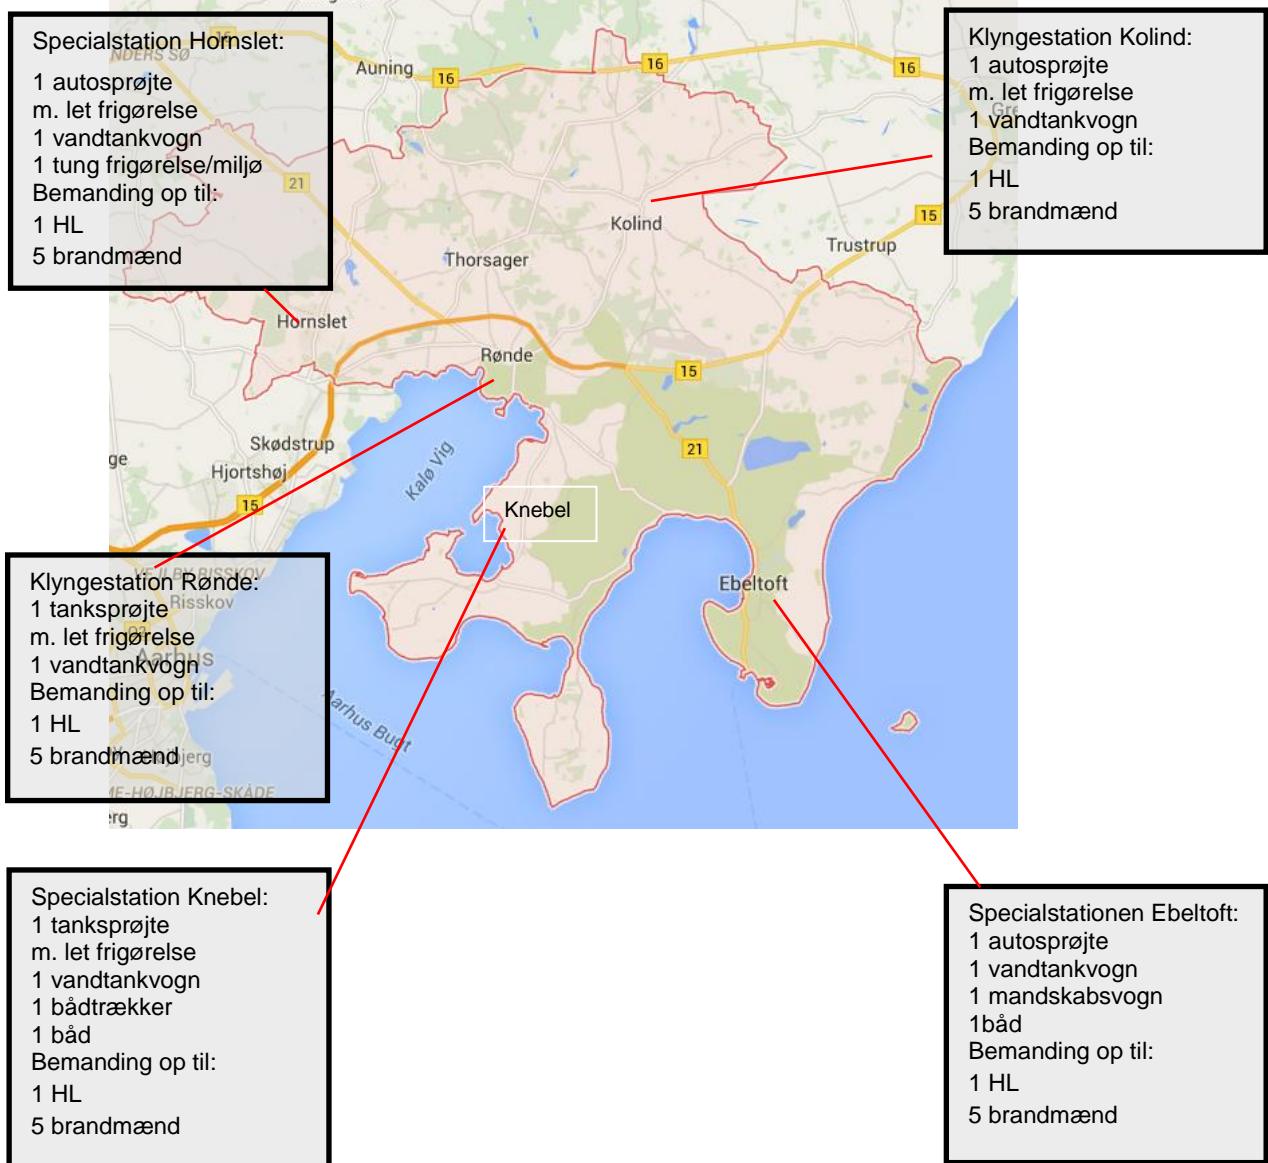 Specialstation Hornslet:
1 autosprøjte
m. let frigørelse
1 vandtankvogn
1 tung frigørelse/miljø
Bemanding op til:
1 HL
5 brandmænd
Klyngestation Kolind:
1 autosprøjte
m. let frigørelse
1 vandtankvogn
Bemanding op til:
1 HL
5 brandmænd
16
Auning
16
16
16
21
Kolind
15
Trustrup
Thorsager
Hornslet
Rønde
15
Skødstrup
Hjortshøj
Kalø Vig
21
15
Knebel
Ebeltoft
Risskov
Aarhus
Aarhus Bugt
Klyngestation Rønde:
1 tanksprøjte
m. let frigørelse
1 vandtankvogn
Bemanding op til:
1 HL
5 brandmænd
Specialstation Knebel:
1 tanksprøjte
m. let frigørelse
1 vandtankvogn
1 bådtrækker
1 båd
Bemanding op til:
1 HL
5 brandmænd
Specialstationen Ebeltoft:
1 autosprøjte
1 vandtankvogn
1 mandskabsvogn
1båd
Bemanding op til:
1 HL
5 brandmænd